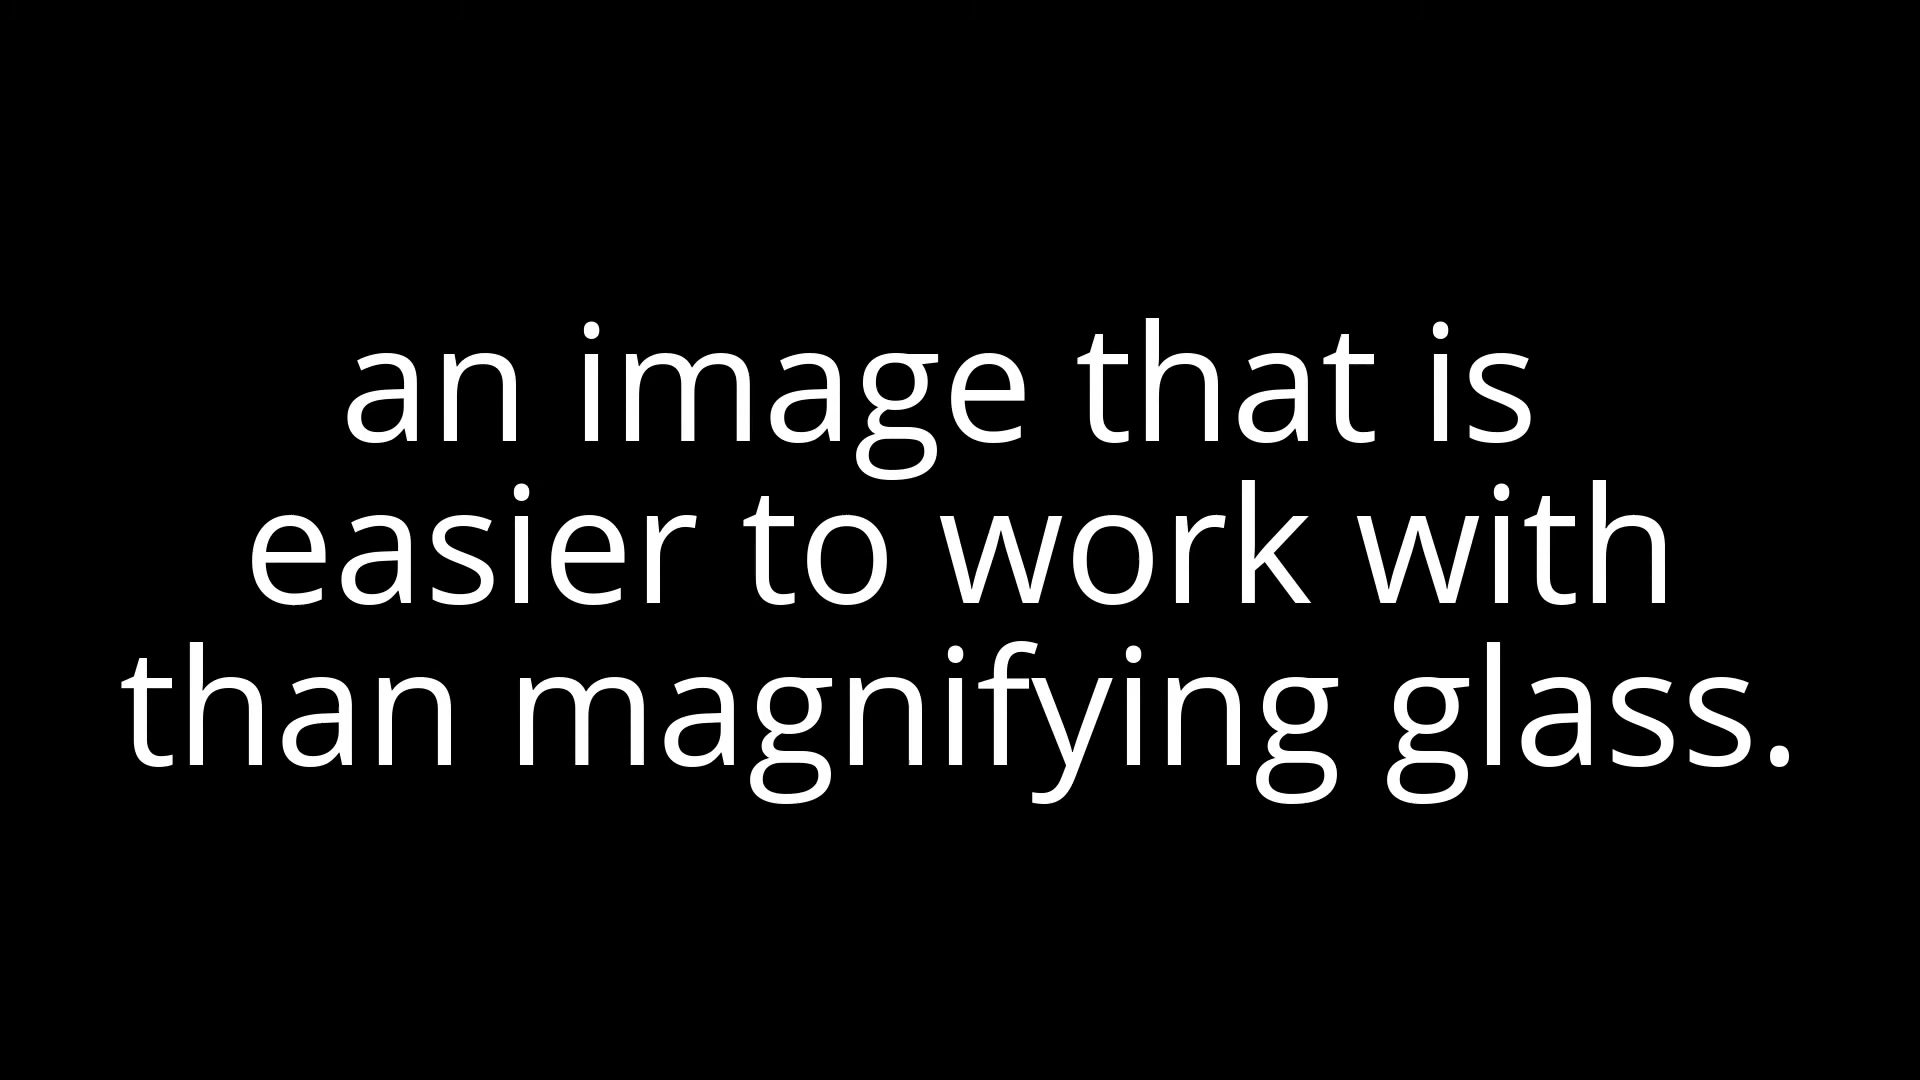 an image that is
easier to work with
than magnifying glass.